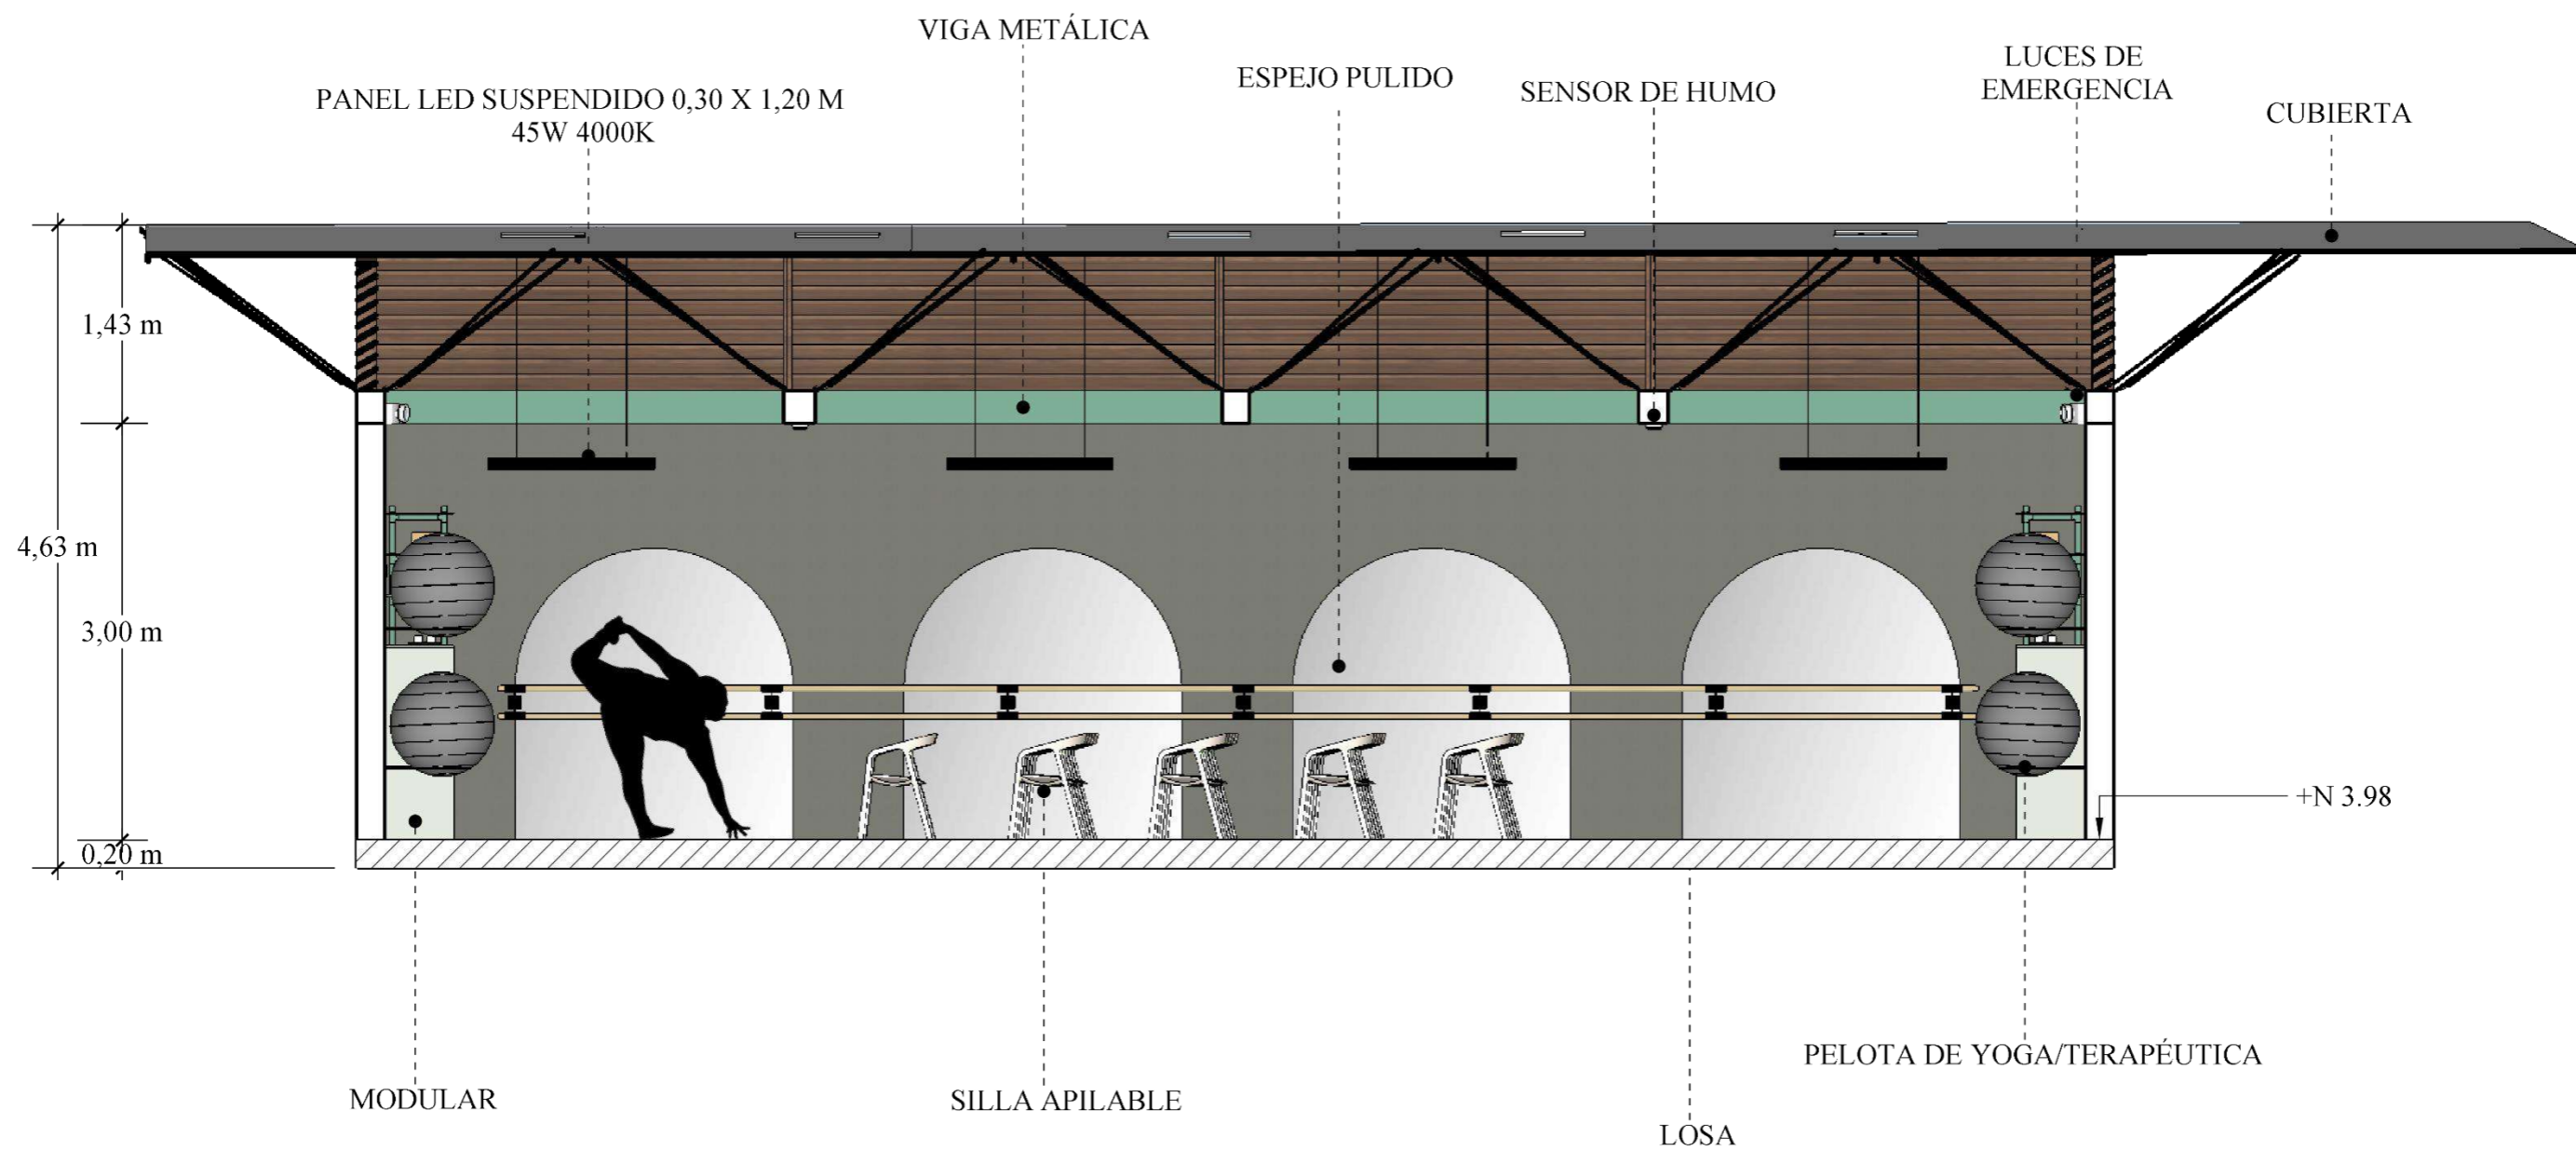 VIGA METÁLICA
LUCES DE
EMERGENCIA
ESPEJO PULIDO
SENSOR DE HUMO
PANEL LED SUSPENDIDO 0,30 X 1,20 M
45W 4000K
CUBIERTA
1,43 m
4,63 m
3,00 m
+N 3.98
0,20 m
PELOTA DE YOGA/TERAPÉUTICA
MODULAR
SILLA APILABLE
LOSA